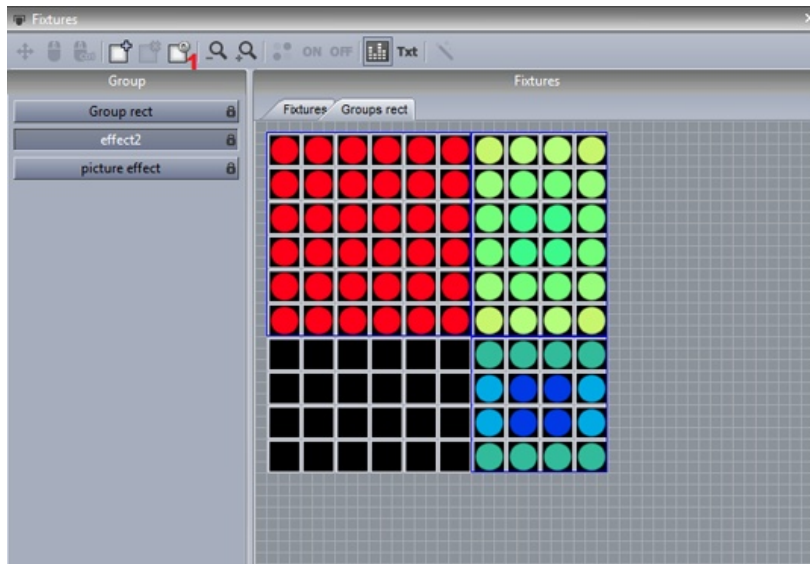 Fixtures
1
ON OFF Txt
Group
Fixtures
Group rect
effect2
picture effect
Fixtures
Groups rect